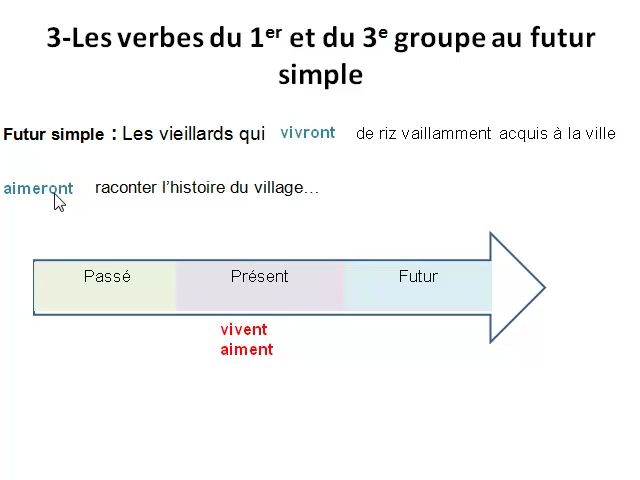 3-Les verbes du 1er et du 3e groupe au futur
simple
Futur simple : Les vieillards qui vivront de riz vaillamment acquis à la ville
aimeront raconter l’histoire du village…
Passé Présent Futur
vivent
aiment